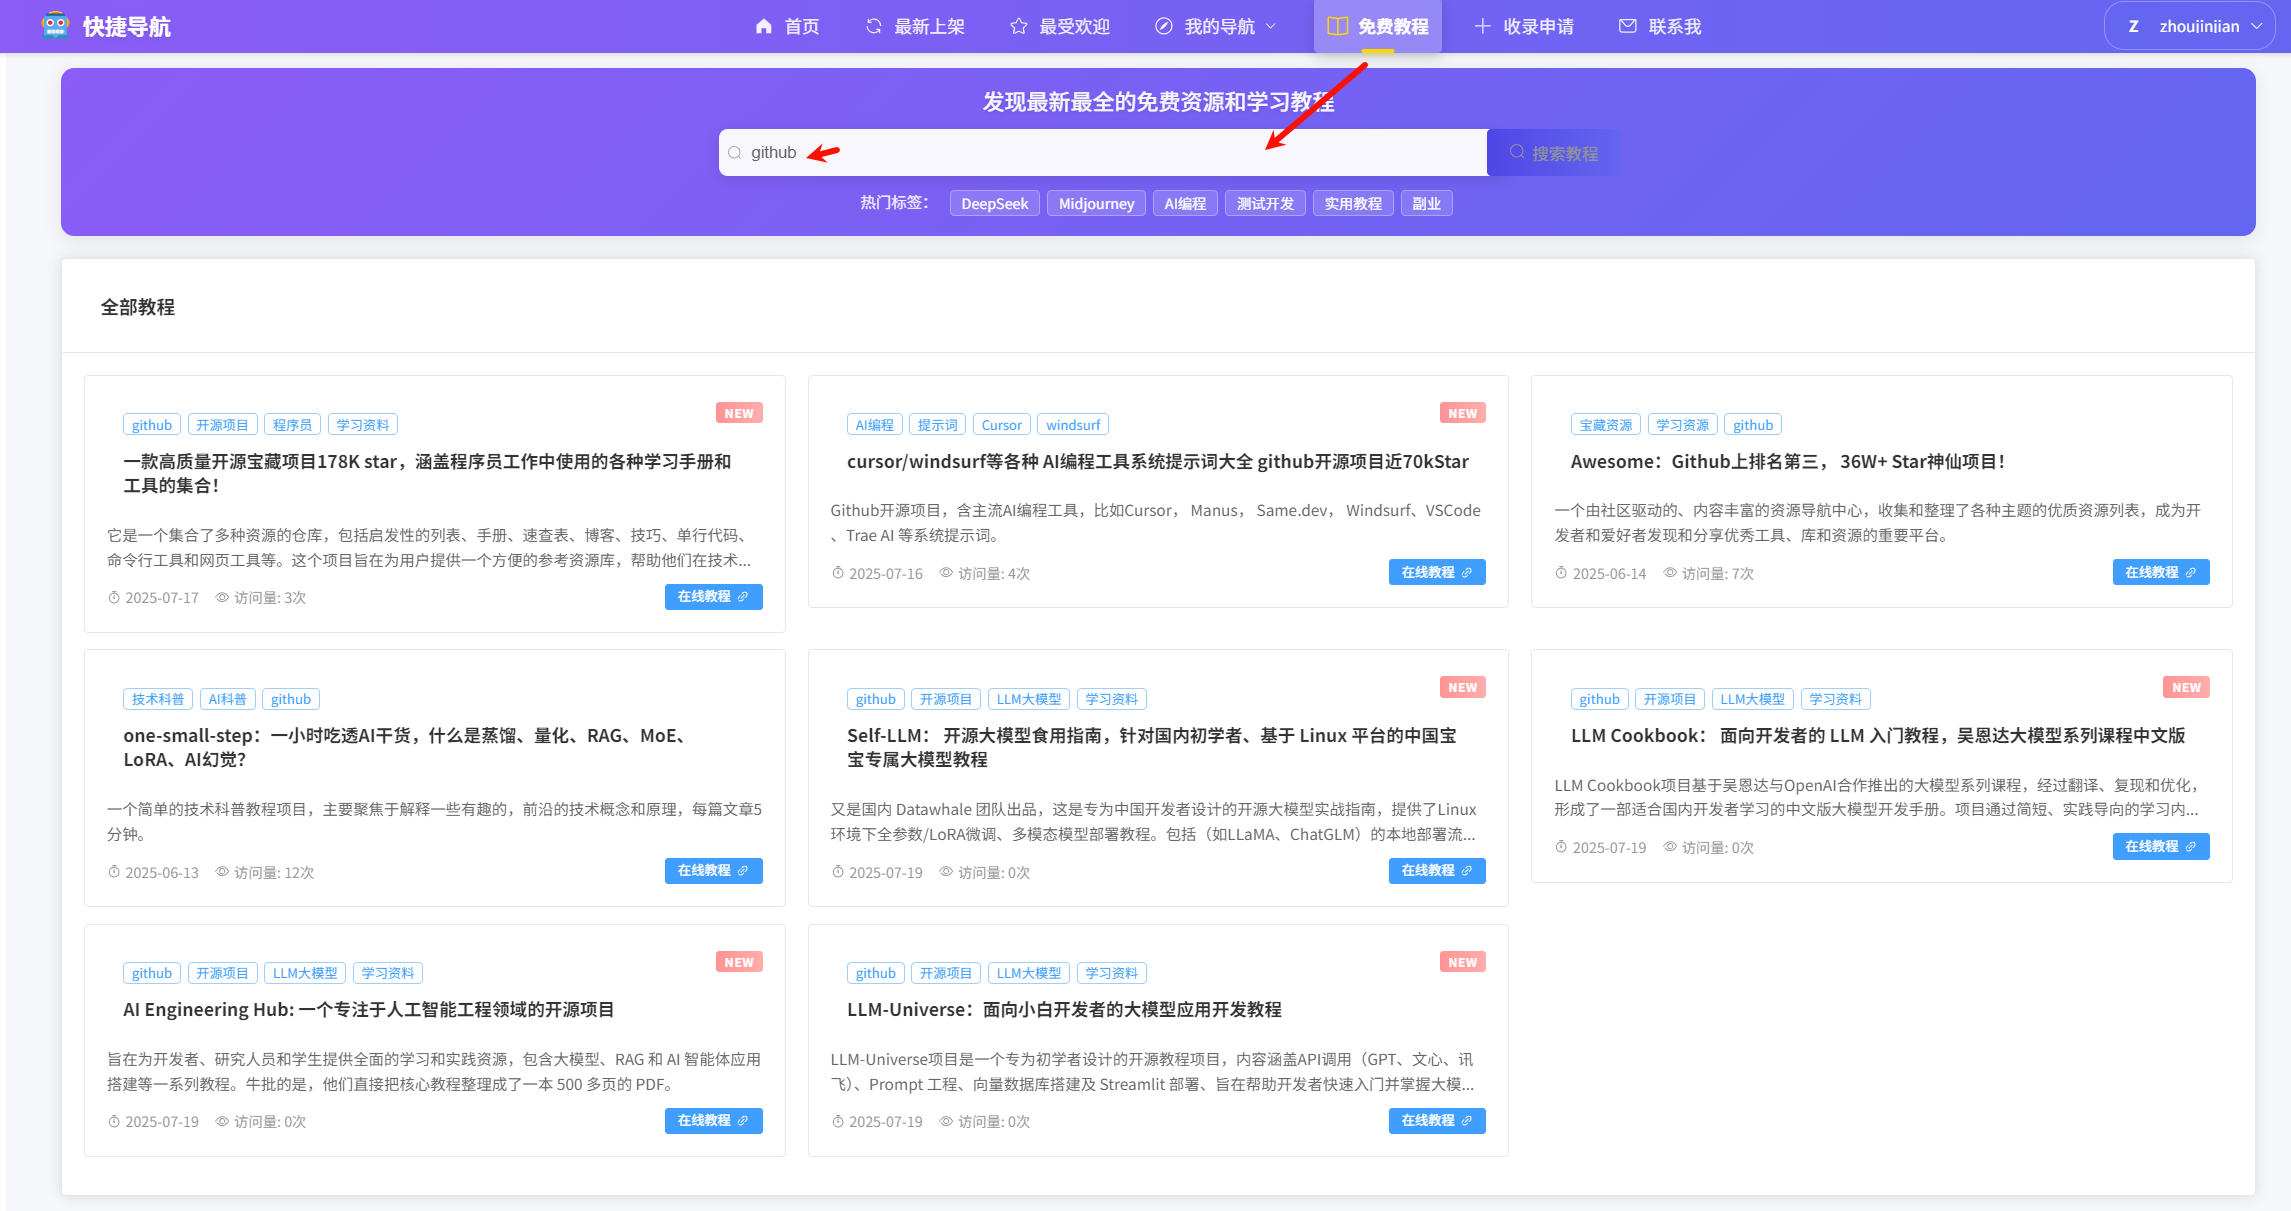 快捷导航
首页
最新上架
最受欢迎
我的导航
免费教程
收录申请
联系我
Z
zhoujinjian
发现最新最全的免费资源和学习教程
github
搜索教程
热门标签：
DeepSeek
Midjourney
AI编程
测试开发
实用教程
副业
全部教程
github
开源项目
程序员
学习资料
NEW
一款高质量开源宝藏项目178K star，涵盖程序员工作中使用的各种学习手册和
工具的集合！
它是一个集合了多种资源的仓库，包括启发性的列表、手册、速查表、博客、技巧、单行代码、
命令行工具和网页工具等。这个项目旨在为用户提供一个方便的参考资源库，帮助他们在技术...
2025-07-17
访问量: 3次
在线教程
AI编程
提示词
Cursor
windsurf
NEW
cursor/windsurf等各种 AI编程工具系统提示词大全 github开源项目近70kStar
Github开源项目，含主流AI编程工具，比如Cursor， Manus， Same.dev， Windsurf、VSCode
、Trae AI 等系统提示词。
2025-07-16
访问量: 4次
在线教程
宝藏资源
学习资源
github
Awesome：Github上排名第三， 36W+ Star神仙项目！
一个由社区驱动的、内容丰富的资源导航中心，收集和整理了各种主题的优质资源列表，成为开
发者和爱好者发现和分享优秀工具、库和资源的重要平台。
2025-06-14
访问量: 7次
在线教程
技术科普
AI科普
github
one-small-step：一小时吃透AI干货，什么是蒸馏、量化、RAG、MoE、
LoRA、AI幻觉？
一个简单的技术科普教程项目，主要聚焦于解释一些有趣的，前沿的技术概念和原理，每篇文章5
分钟。
2025-06-13
访问量: 12次
在线教程
github
开源项目
LLM大模型
学习资料
NEW
Self-LLM： 开源大模型食用指南，针对国内初学者、基于 Linux 平台的中国宝
宝专属大模型教程
又是国内 Datawhale 团队出品，这是专为中国开发者设计的开源大模型实战指南，提供了Linux
环境下全参数/LoRA微调、多模态模型部署教程。包括（如LLaMA、ChatGLM）的本地部署流...
2025-07-19
访问量: 0次
在线教程
github
开源项目
LLM大模型
学习资料
NEW
LLM Cookbook： 面向开发者的 LLM 入门教程，吴恩达大模型系列课程中文版
LLM Cookbook项目基于吴恩达与OpenAI合作推出的大模型系列课程，经过翻译、复现和优化，
形成了一部适合国内开发者学习的中文版大模型开发手册。项目通过简短、实践导向的学习内...
2025-07-19
访问量: 0次
在线教程
github
开源项目
LLM大模型
学习资料
NEW
AI Engineering Hub: 一个专注于人工智能工程领域的开源项目
旨在为开发者、研究人员和学生提供全面的学习和实践资源，包含大模型、RAG 和 AI 智能体应用
搭建等一系列教程。牛批的是，他们直接把核心教程整理成了一本 500 多页的 PDF。
2025-07-19
访问量: 0次
在线教程
github
开源项目
LLM大模型
学习资料
NEW
LLM-Universe：面向小白开发者的大模型应用开发教程
LLM-Universe项目是一个专为初学者设计的开源教程项目，内容涵盖API调用（GPT、文心、讯
飞）、Prompt 工程、向量数据库搭建及 Streamlit 部署、旨在帮助开发者快速入门并掌握大模...
2025-07-19
访问量: 0次
在线教程